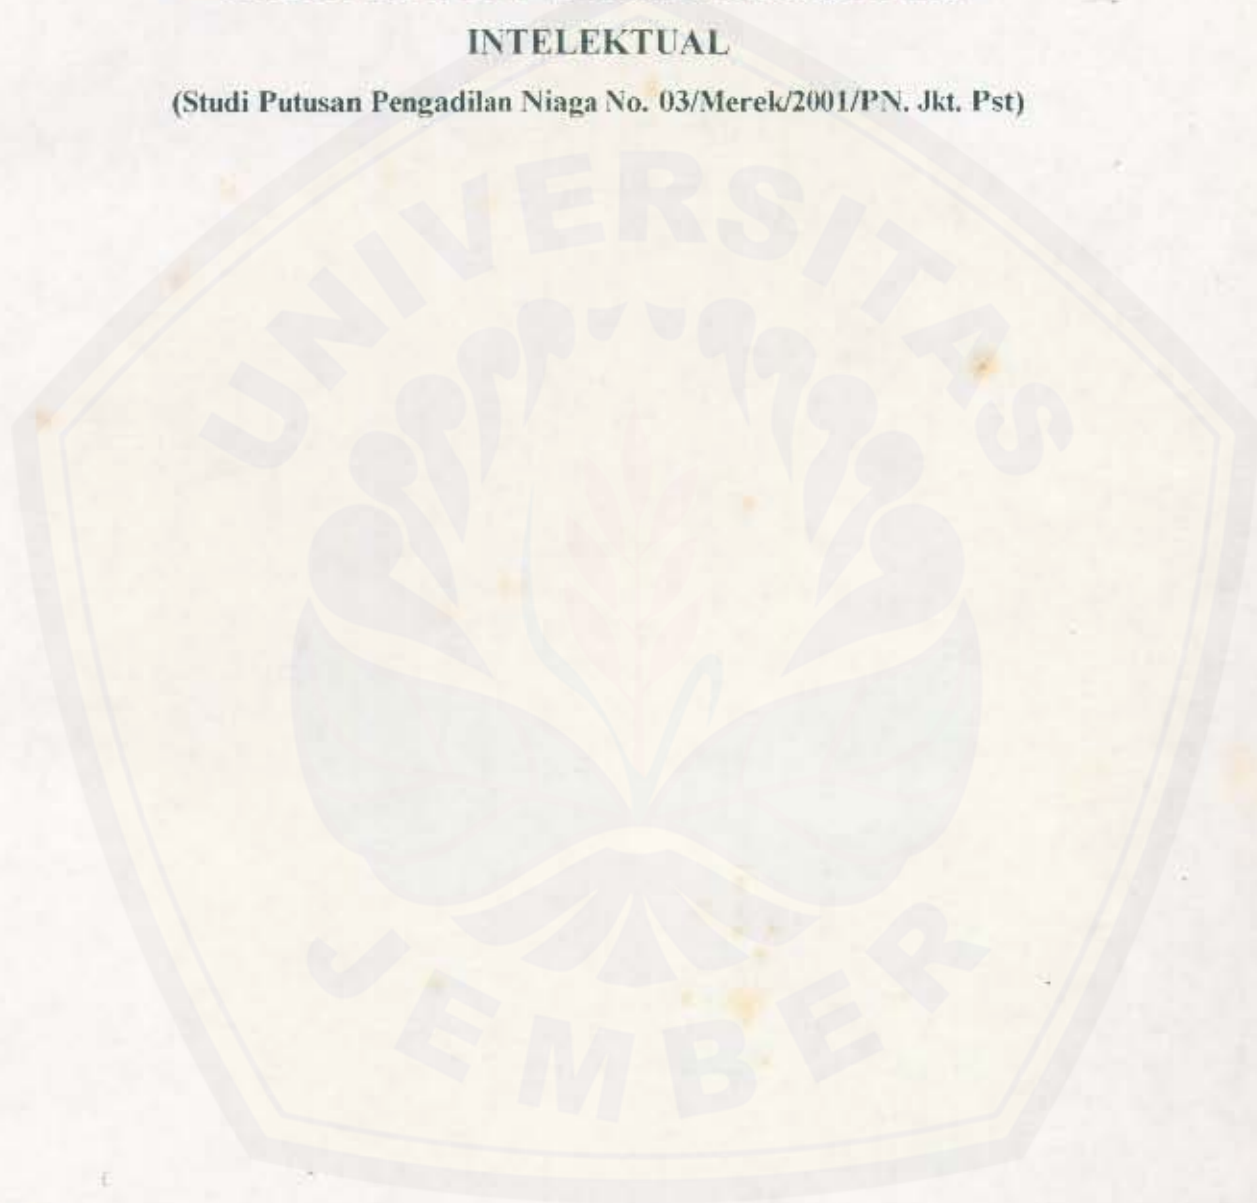 INTELEKTUAL
(Studi Putusan Pengadilan Niaga No. 03/Merek/2001/PN. Jkt. Pst)
UNIVERSITAS
JEMBER